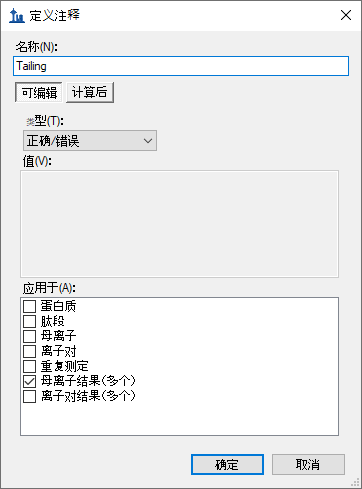 定义注释
名称(N):
Tailing
可编辑 计算后
类型(T):
正确/错误
值(V):
应用于(A):
蛋白质
肽段
母离子
离子对
重复测定
母离子结果(多个)
离子对结果(多个)
确定 取消